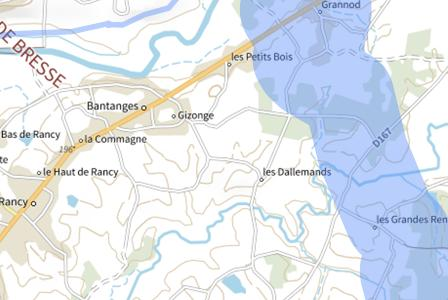 Grannod
DE BRESSE
les Petits Bois
Bantanges
Gizonge
Bas de Rancy
la Commagne
196
D167
le Haut de Rancy
les Dallemands
Rancy
les Grandes